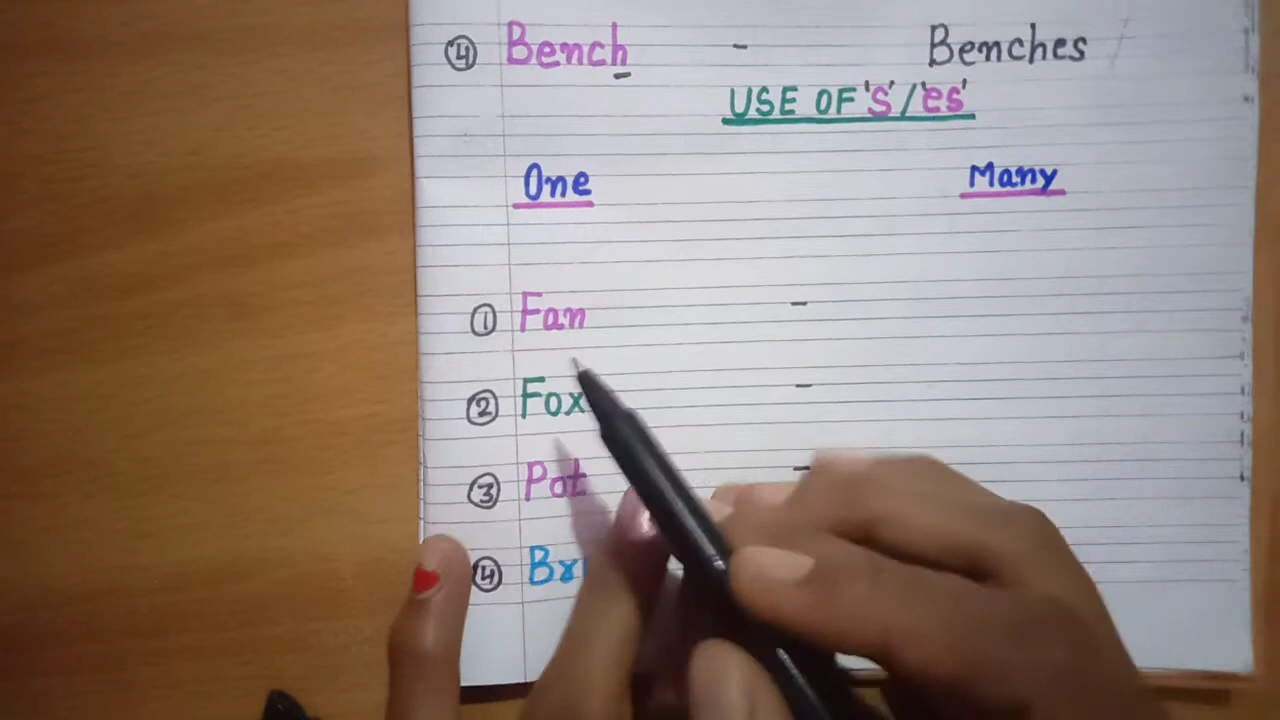 ④ Bench - Benches
USE OF 's' / 'es'
One Many
① Fan -
② Fox -
③ Pot -
④